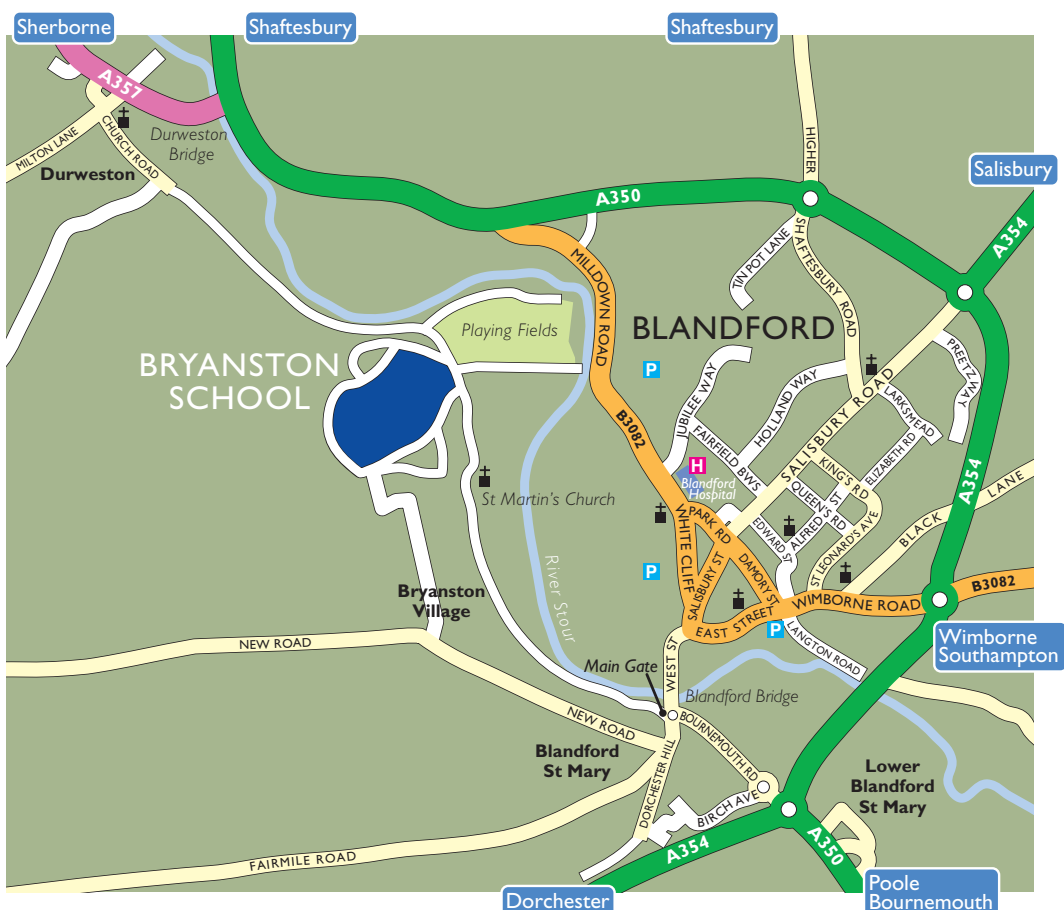 Sherborne
Shaftesbury
Shaftesbury
A357
Durweston
Bridge
MILTON LANE
CHURCH ROAD
Durweston
HIGHER
Salisbury
A350
A354
SHAFTESBURY ROAD
TIN POT LANE
MILLDOWN ROAD
BLANDFORD
Playing Fields
BRYANSTON
SCHOOL
P
JUBILEE WAY
HOLLAND WAY
PREETZ WAY
LARKSMEAD
SALISBURY ROAD
B3082
FAIRFIELD BWS
ELIZABETH RD
KING'S RD
H
Blandford
Hospital
QUEEN'S RD
A354
BLACK LANE
St Martin's Church
PARK RD
WHITE CLIFF
EDWARD ST
ALFRED ST
ST LEONARD'S AVE
River Stour
P
SALISBURY ST
DAMORY ST
B3082
Bryanston
Village
WIMBORNE ROAD
EAST STREET
P
NEW ROAD
LANGTON ROAD
Wimborne
Southampton
Main Gate
WEST ST
Blandford Bridge
NEW ROAD
BOURNEMOUTH RD
Blandford
St Mary
DORCHESTER HILL
BIRCH AVE
Lower
Blandford
St Mary
FAIRMILE ROAD
A354
A350
Dorchester
Poole
Bournemouth